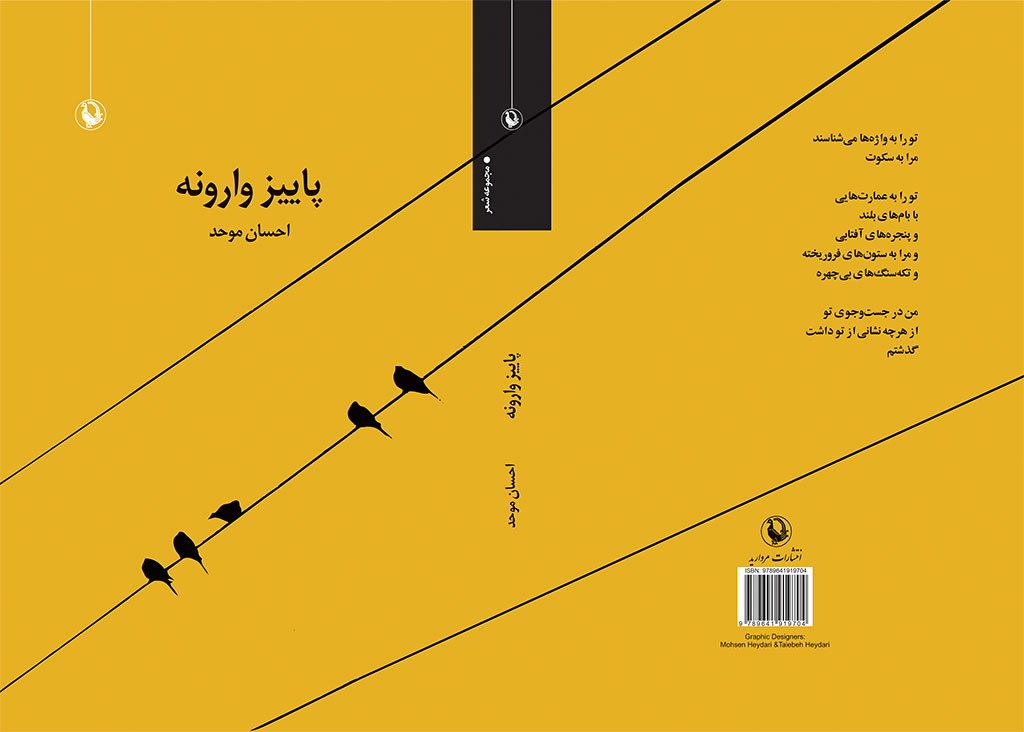 پاییز وارونه
احسان موحد
مجموعه شعر
پاییز وارونه
احسان موحد
تو را به واژه‌ها می‌شناسند
مرا به سکوت
تو را به عمارت‌هایی
با بام‌های بلند
و پنجره‌های آفتابی
و مرا به ستون‌های فروریخته
و تکه‌سنگ‌های بی‌چهره
من در جست‌وجوی تو
از هرچه نشانی از تو داشت
گذشتم
انتشارات مروارید
ISBN: 9789641919704
9 789641 919704
Graphic Designers:
Mohsen Heydari &Taiebeh Heydari